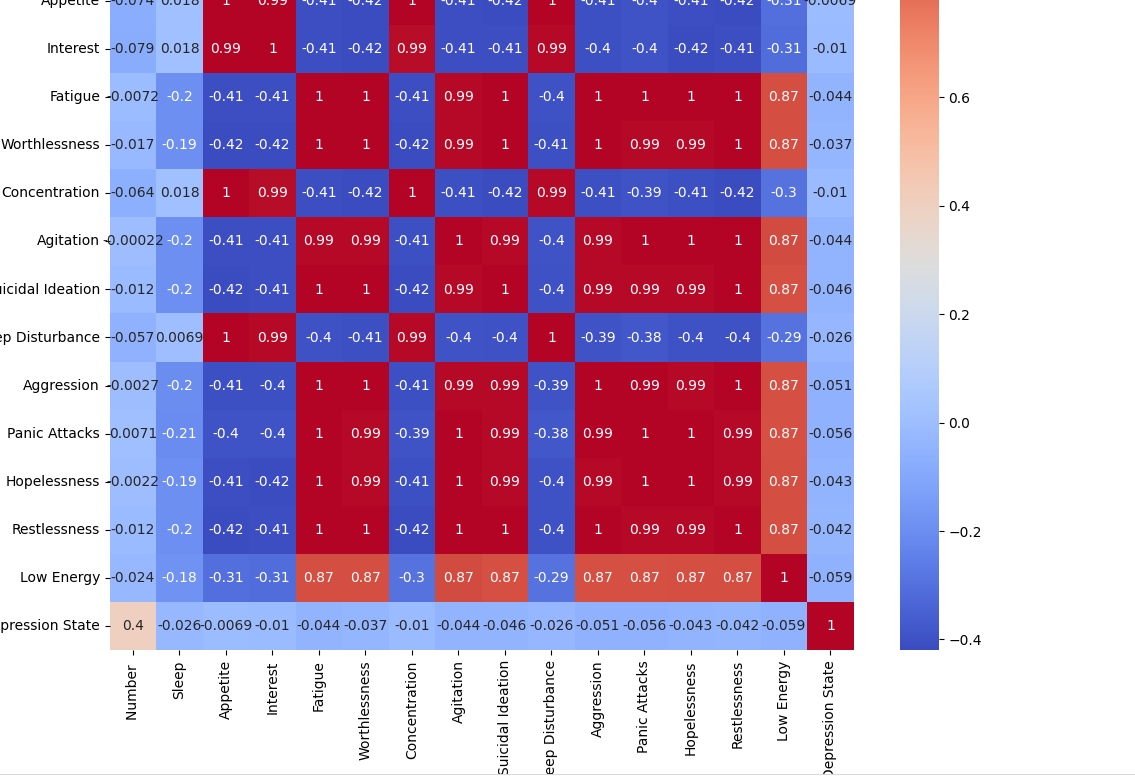 Appetite -0.074 0.018 1 0.99 -0.41 -0.42 1 -0.41 -0.42 1 -0.41 -0.4 -0.41 -0.42 -0.31 -0.0069
Interest -0.079 0.018 0.99 1 -0.41 -0.42 0.99 -0.41 -0.41 0.99 -0.4 -0.4 -0.42 -0.41 -0.31 -0.01
Fatigue -0.0072 -0.2 -0.41 -0.41 1 1 -0.41 0.99 1 -0.4 1 1 1 1 0.87 -0.044
0.6
Worthlessness -0.017 -0.19 -0.42 -0.42 1 1 -0.42 0.99 1 -0.41 1 0.99 0.99 1 0.87 -0.037
Concentration -0.064 0.018 1 0.99 -0.41 -0.42 1 -0.41 -0.42 0.99 -0.41 -0.39 -0.41 -0.42 -0.3 -0.01
0.4
Agitation -0.00022 -0.2 -0.41 -0.41 0.99 0.99 -0.41 1 0.99 -0.4 0.99 1 1 1 0.87 -0.044
uicidal Ideation -0.012 -0.2 -0.42 -0.41 1 1 -0.42 0.99 1 -0.4 0.99 0.99 0.99 1 0.87 -0.046
0.2
ep Disturbance -0.057 0.0069 1 0.99 -0.4 -0.41 0.99 -0.4 -0.4 1 -0.39 -0.38 -0.4 -0.4 -0.29 -0.026
Aggression -0.0027 -0.2 -0.41 -0.4 1 1 -0.41 0.99 0.99 -0.39 1 0.99 0.99 1 0.87 -0.051
0.0
Panic Attacks -0.0071 -0.21 -0.4 -0.4 1 0.99 -0.39 1 0.99 -0.38 0.99 1 1 0.99 0.87 -0.056
Hopelessness -0.0022 -0.19 -0.41 -0.42 1 0.99 -0.41 1 0.99 -0.4 0.99 1 1 0.99 0.87 -0.043
Restlessness -0.012 -0.2 -0.42 -0.41 1 1 -0.42 1 1 -0.4 1 0.99 0.99 1 0.87 -0.042
−0.2
Low Energy -0.024 -0.18 -0.31 -0.31 0.87 0.87 -0.3 0.87 0.87 -0.29 0.87 0.87 0.87 0.87 1 -0.059
pression State 0.4 -0.026 -0.0069 -0.01 -0.044 -0.037 -0.01 -0.044 -0.046 -0.026 -0.051 -0.056 -0.043 -0.042 -0.059 1
−0.4
Number
Sleep
Appetite
Interest
Fatigue
Worthlessness
Concentration
Agitation
Suicidal Ideation
eep Disturbance
Aggression
Panic Attacks
Hopelessness
Restlessness
Low Energy
Depression State